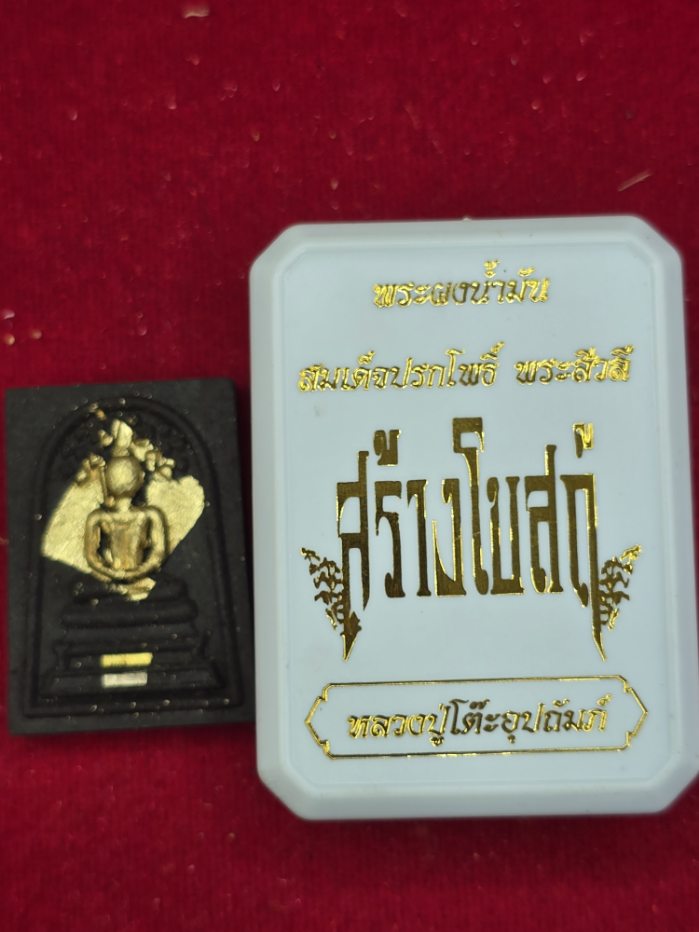 พระผงน้ำมัน
สมเด็จปรกโพธิ์ พระสีวลี
สร้างโบสถ์
หลวงปู่โต๊ะอุปถัมภ์